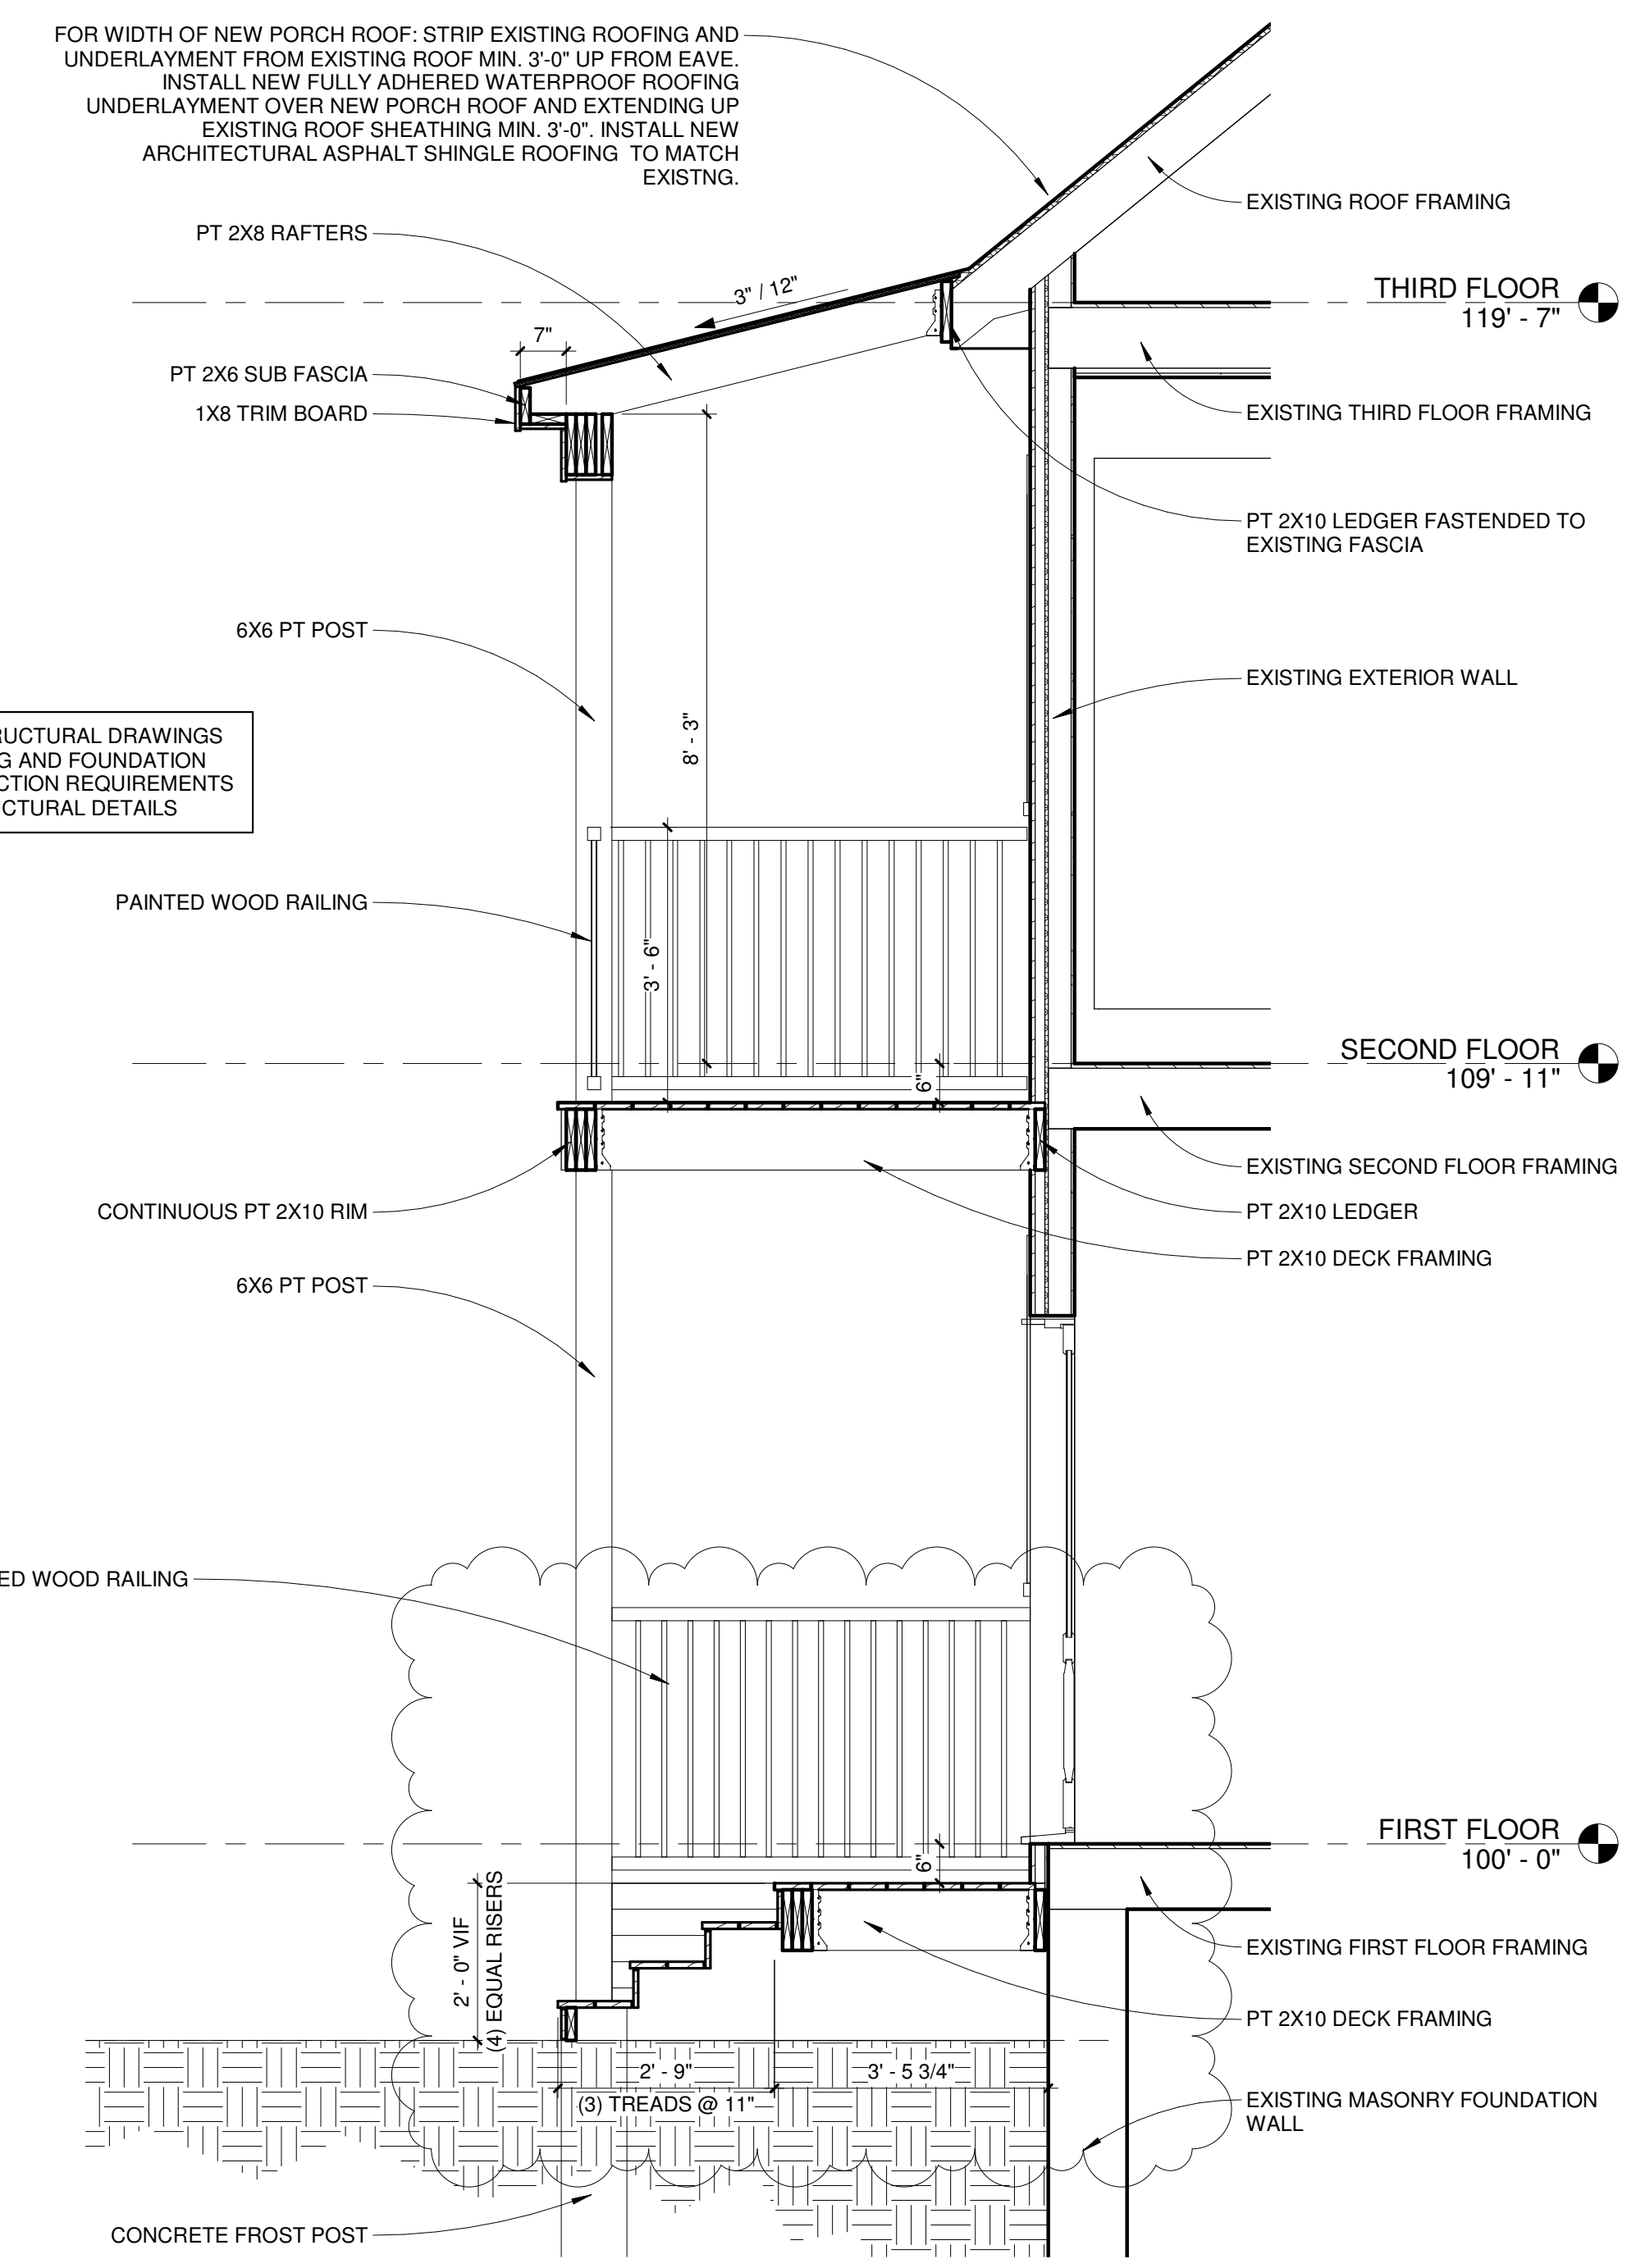 FOR WIDTH OF NEW PORCH ROOF: STRIP EXISTING ROOFING AND
UNDERLAYMENT FROM EXISTING ROOF MIN. 3'-0" UP FROM EAVE.
INSTALL NEW FULLY ADHERED WATERPROOF ROOFING
UNDERLAYMENT OVER NEW PORCH ROOF AND EXTENDING UP
EXISTING ROOF SHEATHING MIN. 3'-0". INSTALL NEW
ARCHITECTURAL ASPHALT SHINGLE ROOFING TO MATCH
EXISTNG.
EXISTING ROOF FRAMING
PT 2X8 RAFTERS
THIRD FLOOR
119' - 7"
3" / 12"
7"
PT 2X6 SUB FASCIA
1X8 TRIM BOARD
EXISTING THIRD FLOOR FRAMING
PT 2X10 LEDGER FASTENDED TO
EXISTING FASCIA
6X6 PT POST
EXISTING EXTERIOR WALL
8' - 3"
DRAWINGS
AND FOUNDATION
REQUIREMENTS
DETAILS
PAINTED WOOD RAILING
3' - 6"
SECOND FLOOR
109' - 11"
6"
EXISTING SECOND FLOOR FRAMING
CONTINUOUS PT 2X10 RIM
PT 2X10 LEDGER
PT 2X10 DECK FRAMING
6X6 PT POST
WOOD RAILING
FIRST FLOOR
100' - 0"
6"
2' - 0" VIF
(4) EQUAL RISERS
EXISTING FIRST FLOOR FRAMING
PT 2X10 DECK FRAMING
2' - 9"
3' - 5 3/4"
(3) TREADS @ 11"
EXISTING MASONRY FOUNDATION
WALL
CONCRETE FROST POST